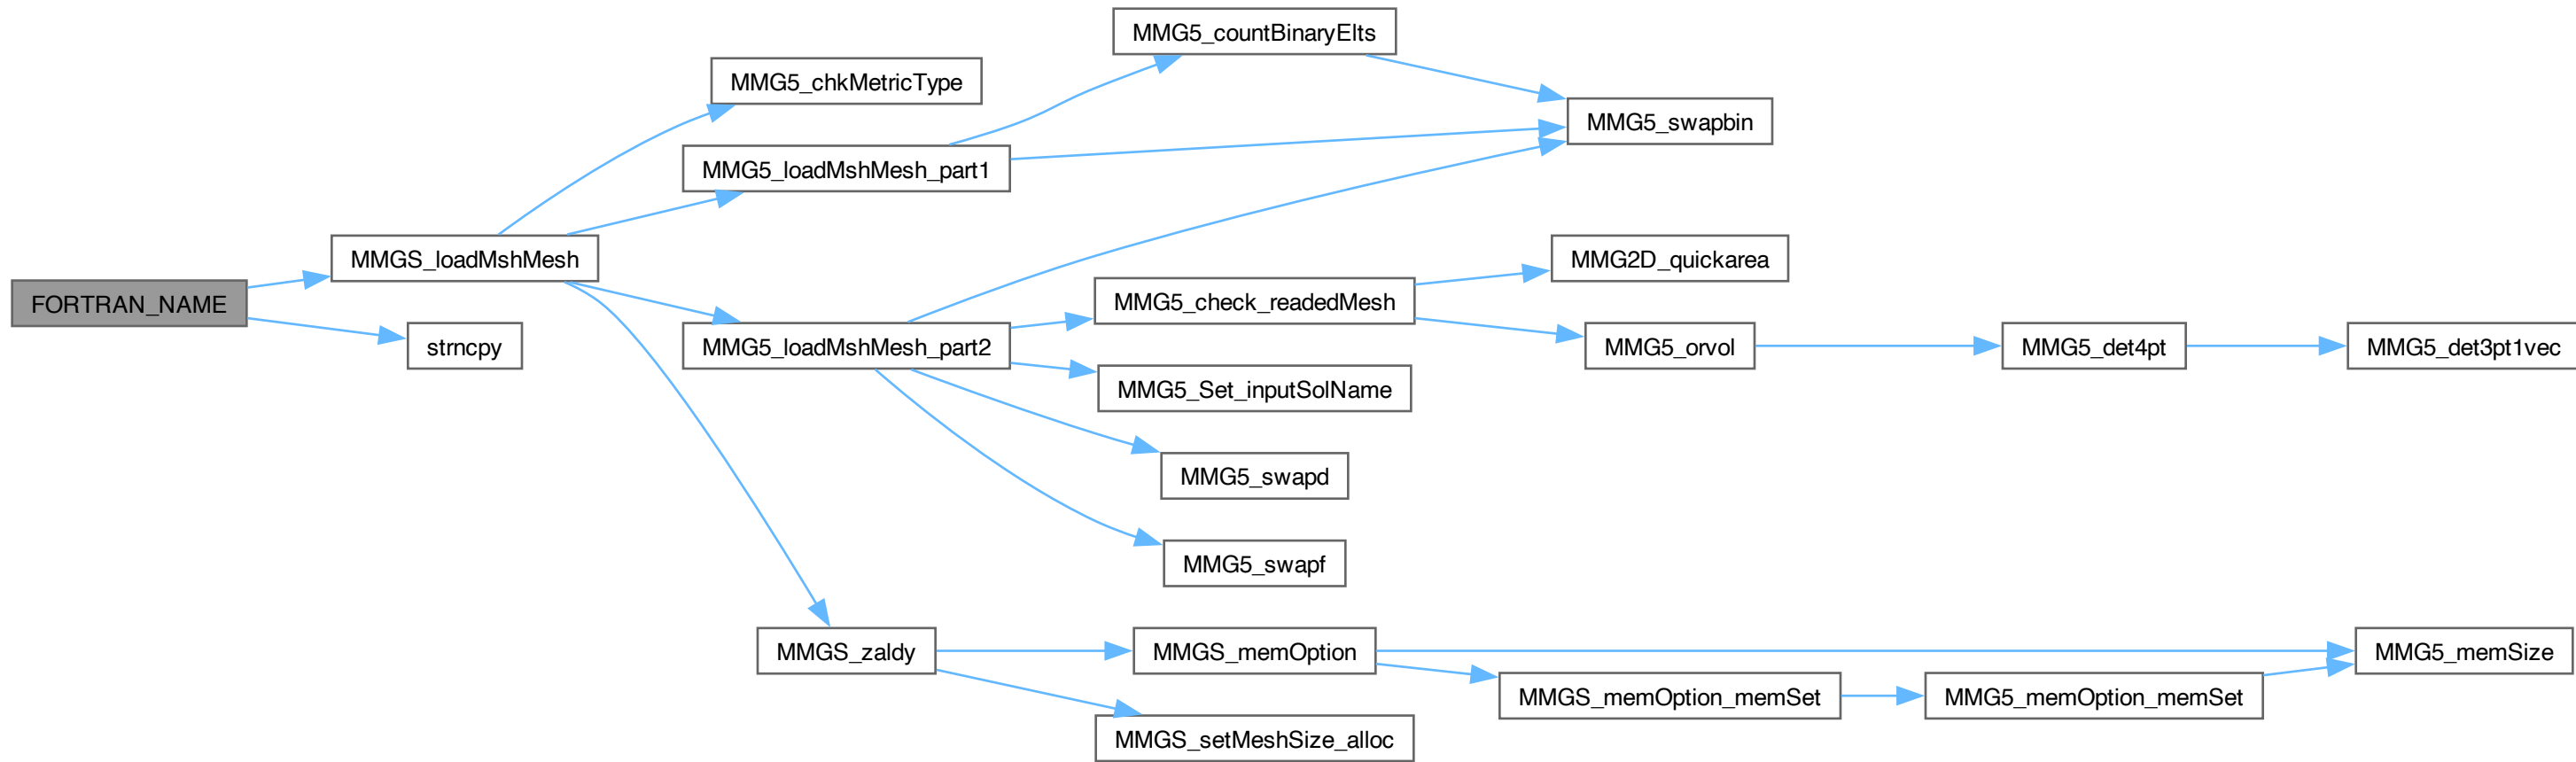 FORTRAN_NAME
MMGS_loadMshMesh
strncpy
MMG5_chkMetricType
MMG5_loadMshMesh_part1
MMG5_loadMshMesh_part2
MMGS_zaldy
MMG5_countBinaryElts
MMG5_check_readedMesh
MMG5_Set_inputSolName
MMG5_swapd
MMG5_swapf
MMGS_memOption
MMGS_setMeshSize_alloc
MMG5_swapbin
MMG2D_quickarea
MMG5_orvol
MMGS_memOption_memSet
MMG5_det4pt
MMG5_memOption_memSet
MMG5_det3pt1vec
MMG5_memSize